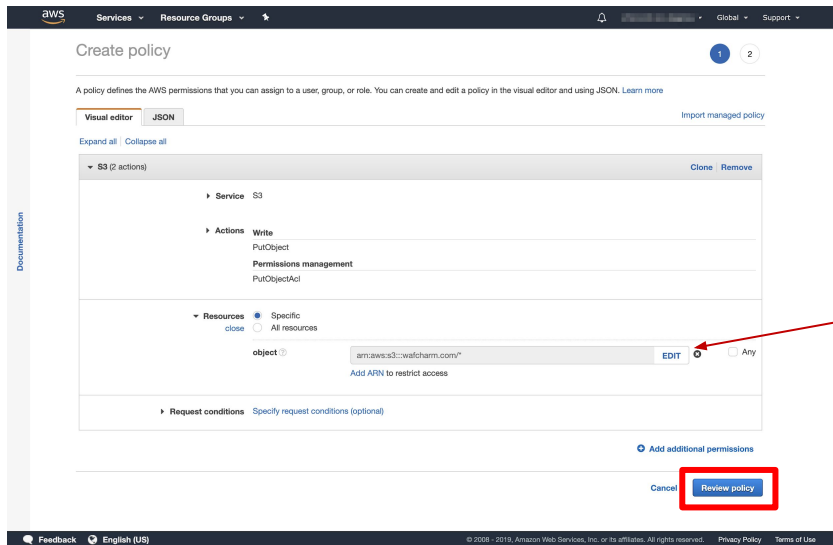 aws Services Resource Groups Global Support
Create policy 1 2
A policy defines the AWS permissions that you can assign to a user, group, or role. You can create and edit a policy in the visual editor and using JSON. Learn more
Visual editor JSON Import managed policy
Expand all Collapse all
S3 (2 actions) Clone Remove
Service S3
Actions Write
PutObject
Permissions management
PutObjectAcl
Resources Specific
close All resources
object ? arn:aws:s3:::wafcharm.com/* EDIT Any
Add ARN to restrict access
Request conditions Specify request conditions (optional)
Add additional permissions
Cancel Review policy
Documentation
Feedback English (US) © 2008 - 2019, Amazon Web Services, Inc. or its affiliates. All rights reserved. Privacy Policy Terms of Use